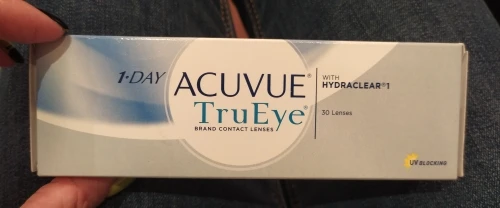 1·DAY
ACUVUE®
TruEye®
BRAND CONTACT LENSES
WITH
HYDRACLEAR®1
30 Lenses
UV BLOCKING